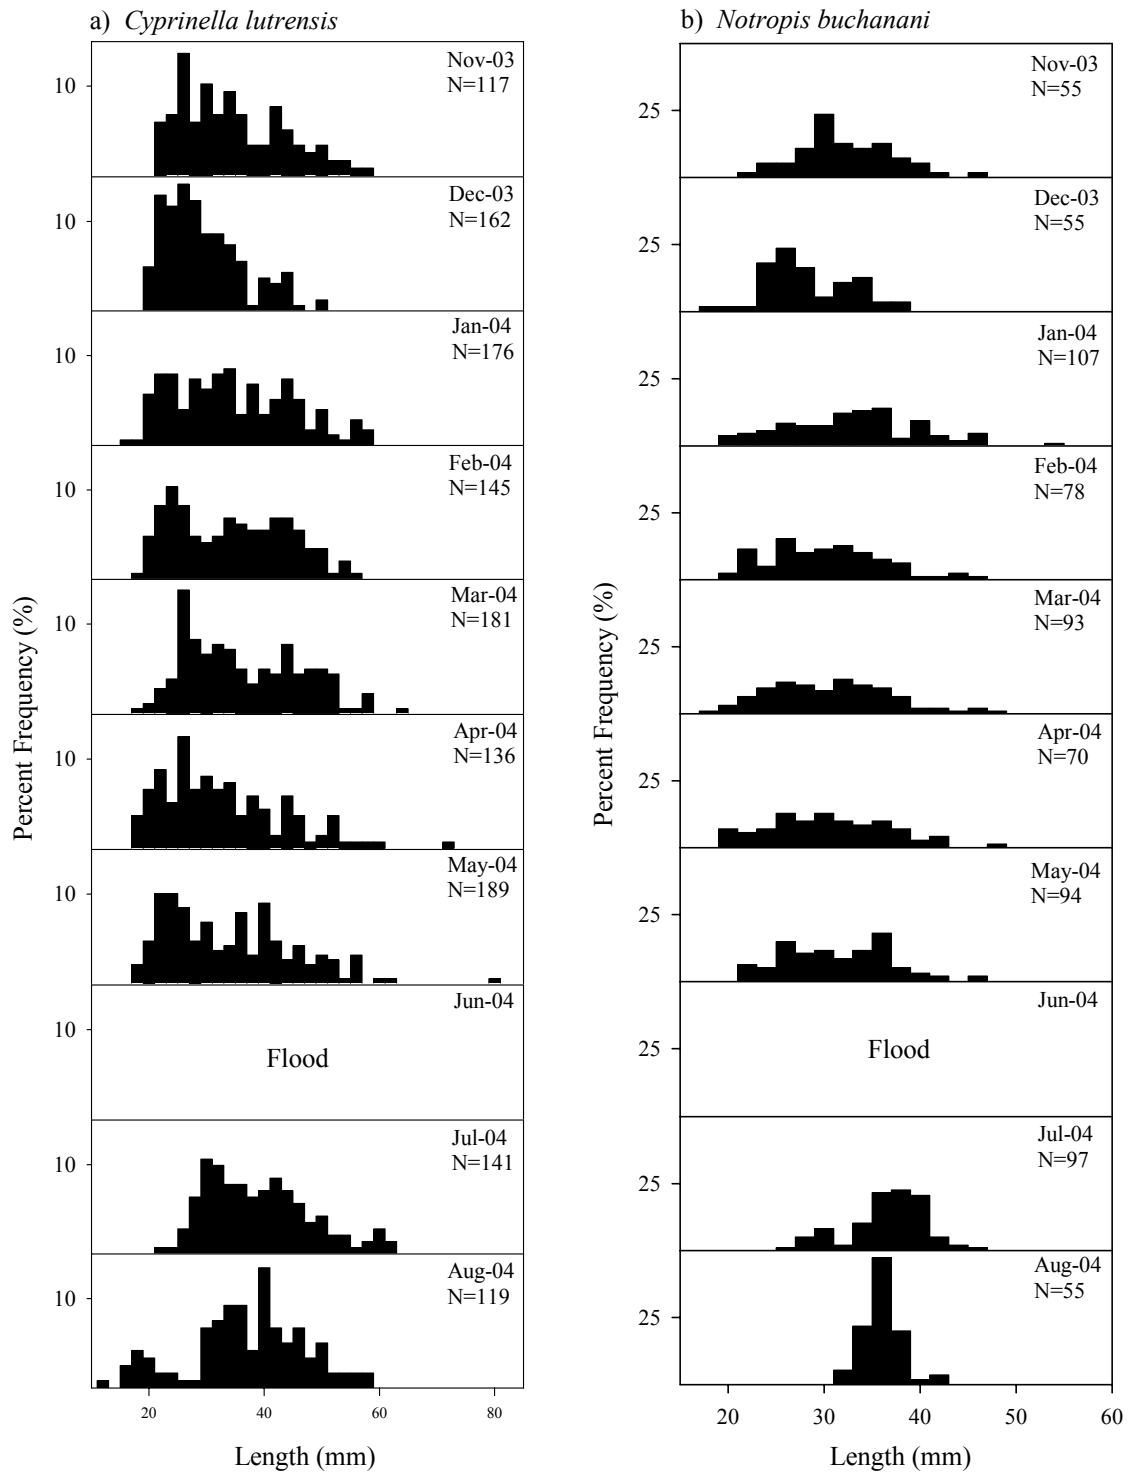 a) Cyprinella lutrensis
Nov-03
N=117
10
Dec-03
N=162
10
Jan-04
N=176
10
Feb-04
N=145
10
Mar-04
N=181
10
Apr-04
N=136
10
May-04
N=189
10
Jun-04
10
Flood
Jul-04
N=141
10
Aug-04
N=119
10
20 40 60 80
Length (mm)
Percent Frequency (%)
b) Notropis buchanani
Nov-03
N=55
25
Dec-03
N=55
25
Jan-04
N=107
25
Feb-04
N=78
25
Mar-04
N=93
25
Apr-04
N=70
25
May-04
N=94
25
Jun-04
25
Flood
Jul-04
N=97
25
Aug-04
N=55
25
20 30 40 50 60
Length (mm)
Percent Frequency (%)